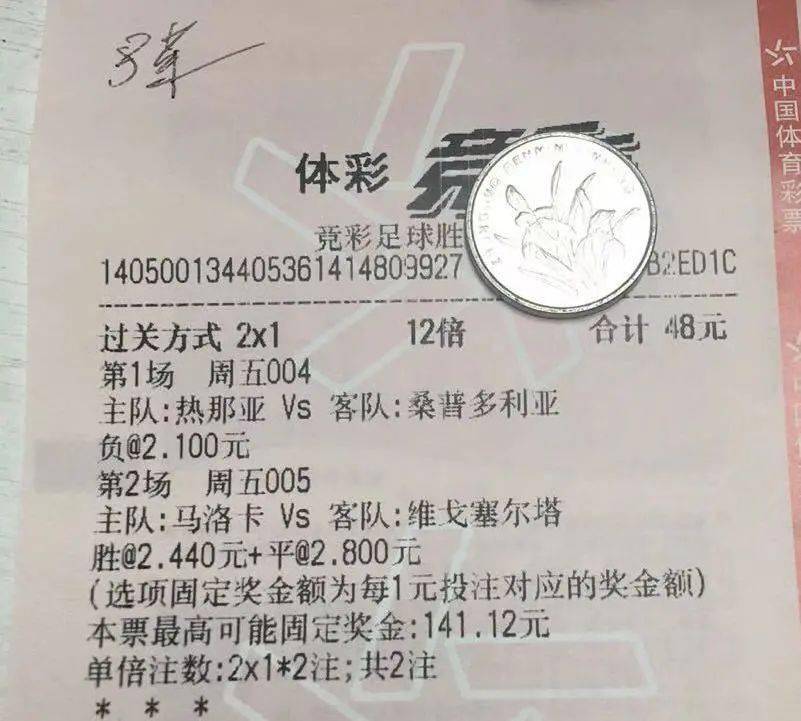 中国体育彩票
体彩 竞
竞彩足球胜
140500134405361414809927 B2ED1C
过关方式 2x1 12倍 合计 48元
第1场 周五004
主队:热那亚 Vs 客队:桑普多利亚
负@2.100元
第2场 周五005
主队:马洛卡 Vs 客队:维戈塞尔塔
胜@2.440元+平@2.800元
(选项固定奖金额为每1元投注对应的奖金额)
本票最高可能固定奖金:141.12元
单倍注数:2x1*2注;共2注
* * *